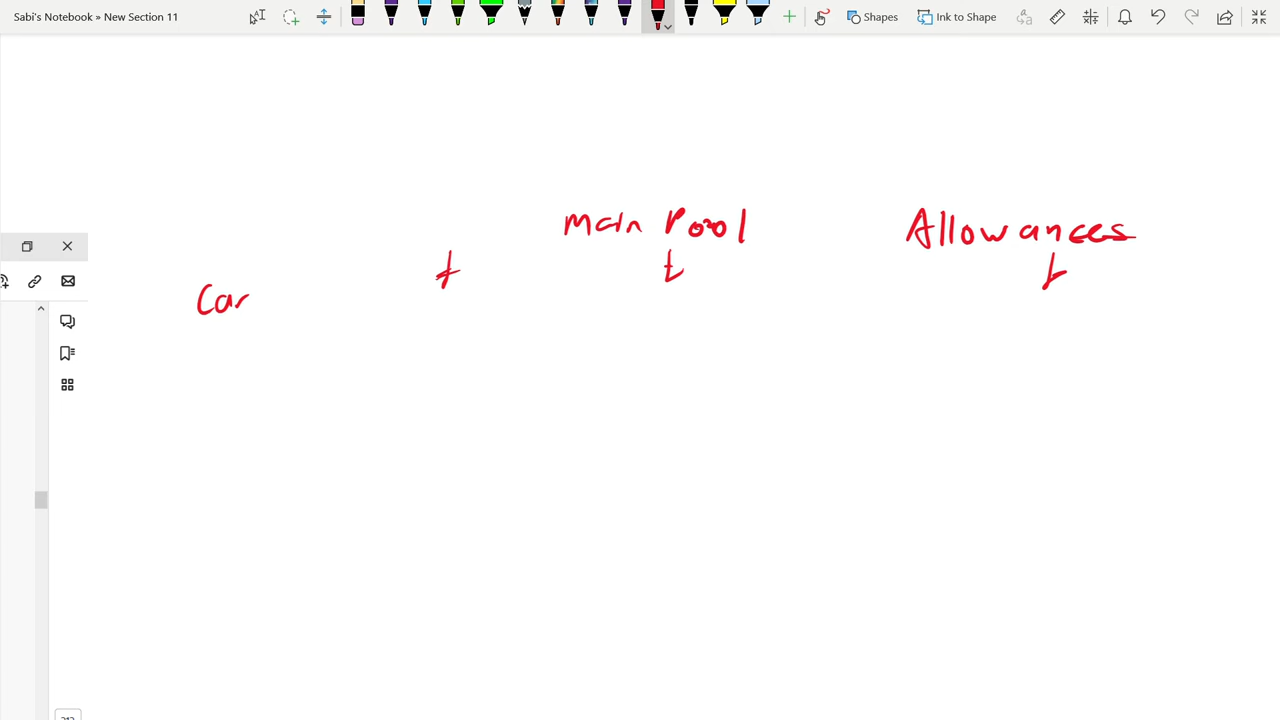 Sabi's Notebook » New Section 11
Shapes
Ink to Shape
Main Pool
Allowances
£ £ £
Car